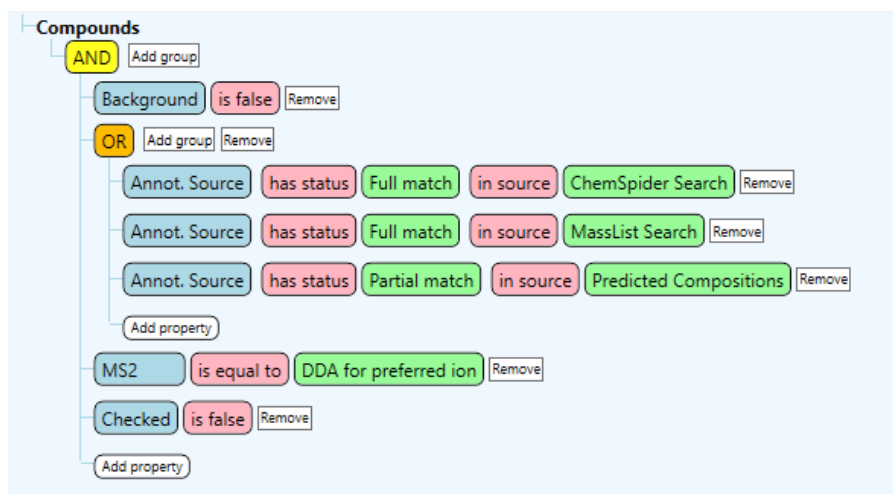 Compounds
AND Add group
Background is false Remove
OR Add group Remove
Annot. Source has status Full match in source ChemSpider Search Remove
Annot. Source has status Full match in source MassList Search Remove
Annot. Source has status Partial match in source Predicted Compositions Remove
Add property
MS2 is equal to DDA for preferred ion Remove
Checked is false Remove
Add property